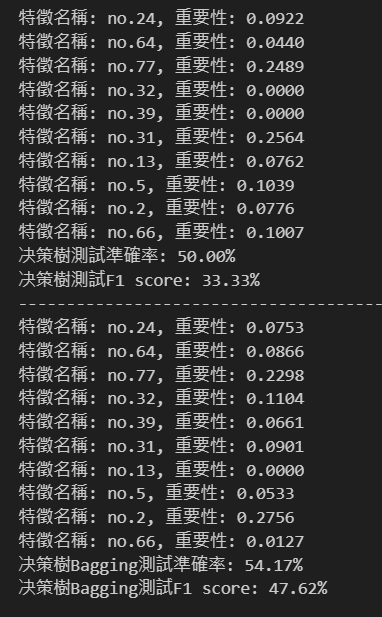 特徵名稱: no.24, 重要性: 0.0922
特徵名稱: no.64, 重要性: 0.0440
特徵名稱: no.77, 重要性: 0.2489
特徵名稱: no.32, 重要性: 0.0000
特徵名稱: no.39, 重要性: 0.0000
特徵名稱: no.31, 重要性: 0.2564
特徵名稱: no.13, 重要性: 0.0762
特徵名稱: no.5, 重要性: 0.1039
特徵名稱: no.2, 重要性: 0.0776
特徵名稱: no.66, 重要性: 0.1007
決策樹測試準確率: 50.00%
決策樹測試F1 score: 33.33%
--------------------------------------
特徵名稱: no.24, 重要性: 0.0753
特徵名稱: no.64, 重要性: 0.0866
特徵名稱: no.77, 重要性: 0.2298
特徵名稱: no.32, 重要性: 0.1104
特徵名稱: no.39, 重要性: 0.0661
特徵名稱: no.31, 重要性: 0.0901
特徵名稱: no.13, 重要性: 0.0000
特徵名稱: no.5, 重要性: 0.0533
特徵名稱: no.2, 重要性: 0.2756
特徵名稱: no.66, 重要性: 0.0127
決策樹Bagging測試準確率: 54.17%
決策樹Bagging測試F1 score: 47.62%